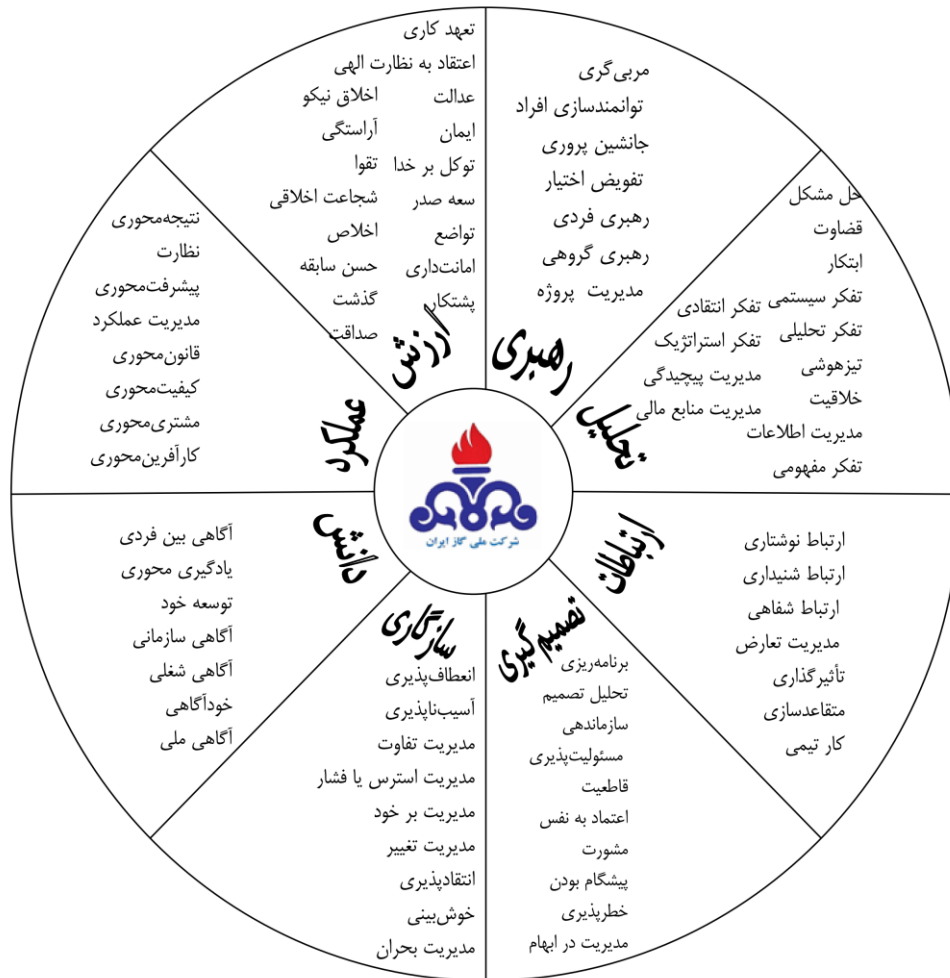 تعهد کاری
اعتقاد به نظارت الهی
عدالت
ایمان
توکل بر خدا
سعه صدر
تواضع
امانت‌داری
پشتکار
اخلاق نیکو
آراستگی
تقوا
شجاعت اخلاقی
اخلاص
حسن سابقه
گذشت
صداقت
ارزش
مربی‌گری
توانمندسازی افراد
جانشین پروری
تفویض اختیار
رهبری فردی
رهبری گروهی
مدیریت پروژه
رهبری
حل مشکل
قضاوت
ابتکار
تفکر سیستمی
تفکر تحلیلی
تیزهوشی
خلاقیت
مدیریت اطلاعات
تفکر مفهومی
تفکر انتقادی
تفکر استراتژیک
مدیریت پیچیدگی
مدیریت منابع مالی
تحلیل
ارتباطات
ارتباط نوشتاری
ارتباط شنیداری
ارتباط شفاهی
مدیریت تعارض
تأثیرگذاری
متقاعدسازی
کار تیمی
تصمیم گیری
برنامه‌ریزی
تحلیل تصمیم
سازماندهی
مسئولیت‌پذیری
قاطعیت
اعتماد به نفس
مشورت
پیشگام بودن
خطرپذیری
مدیریت در ابهام
سازگاری
انعطاف‌پذیری
آسیب‌ناپذیری
مدیریت تفاوت
مدیریت استرس یا فشار
مدیریت بر خود
مدیریت تغییر
انتقادپذیری
خوش‌بینی
مدیریت بحران
دانش
آگاهی بین فردی
یادگیری محوری
توسعه خود
آگاهی سازمانی
آگاهی شغلی
خودآگاهی
آگاهی ملی
عملکرد
نتیجه‌محوری
نظارت
پیشرفت‌محوری
مدیریت عملکرد
قانون‌محوری
کیفیت‌محوری
مشتری‌محوری
کارآفرین‌محوری
شرکت ملی گاز ایران